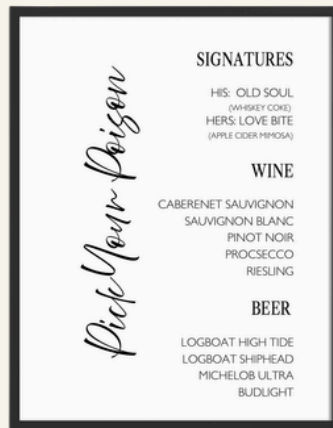 Pick Your Poison
SIGNATURES
HIS: OLD SOUL
(WHISKEY COKE)
HERS: LOVE BITE
(APPLE CIDER MIMOSA)
WINE
CABERENET SAUVIGNON
SAUVIGNON BLANC
PINOT NOIR
PROCSECCO
RIESLING
BEER
LOGBOAT HIGH TIDE
LOGBOAT SHIPHEAD
MICHELOB ULTRA
BUDLIGHT